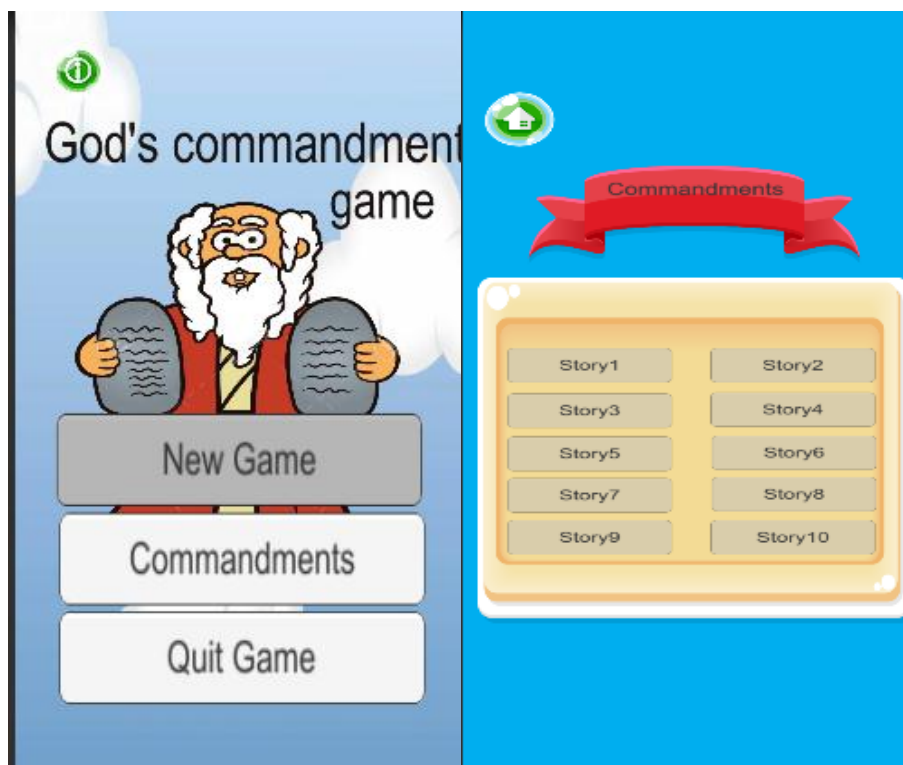 God's commandment
game
New Game
Commandments
Quit Game
Commandments
Story1 Story2
Story3 Story4
Story5 Story6
Story7 Story8
Story9 Story10